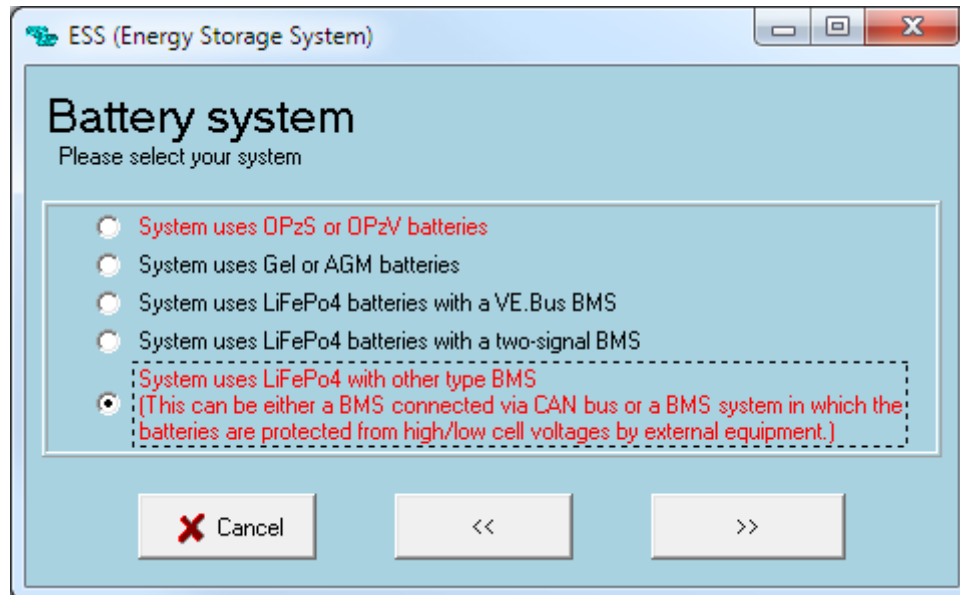 ESS (Energy Storage System)
Battery system
Please select your system
System uses OPzS or OPzV batteries
System uses Gel or AGM batteries
System uses LiFePo4 batteries with a VE.Bus BMS
System uses LiFePo4 batteries with a two-signal BMS
System uses LiFePo4 with other type BMS
(This can be either a BMS connected via CAN bus or a BMS system in which the
batteries are protected from high/low cell voltages by external equipment.)
Cancel
<<
>>